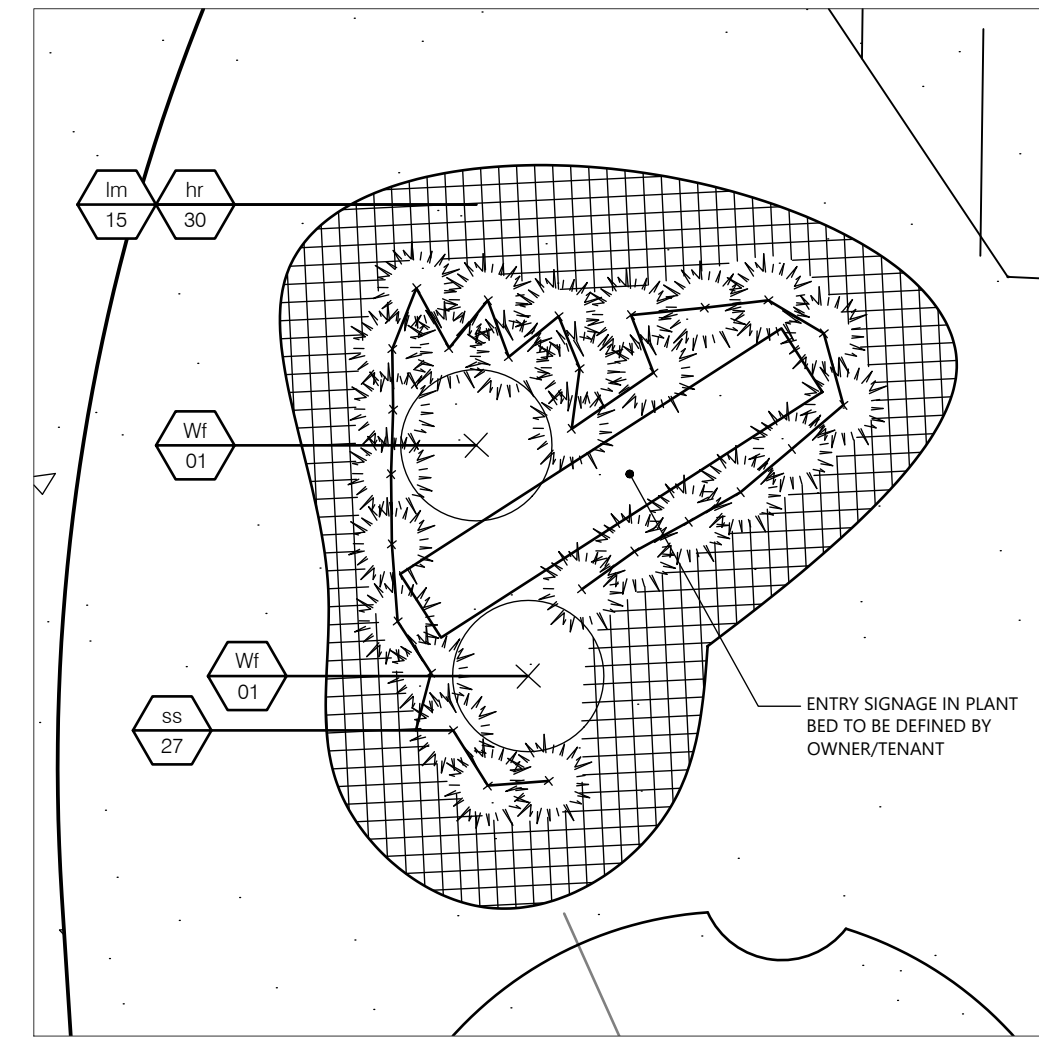 lm hr
15 30
Wf
01
Wf
01
ss
27
ENTRY SIGNAGE IN PLANT
BED TO BE DEFINED BY
OWNER/TENANT